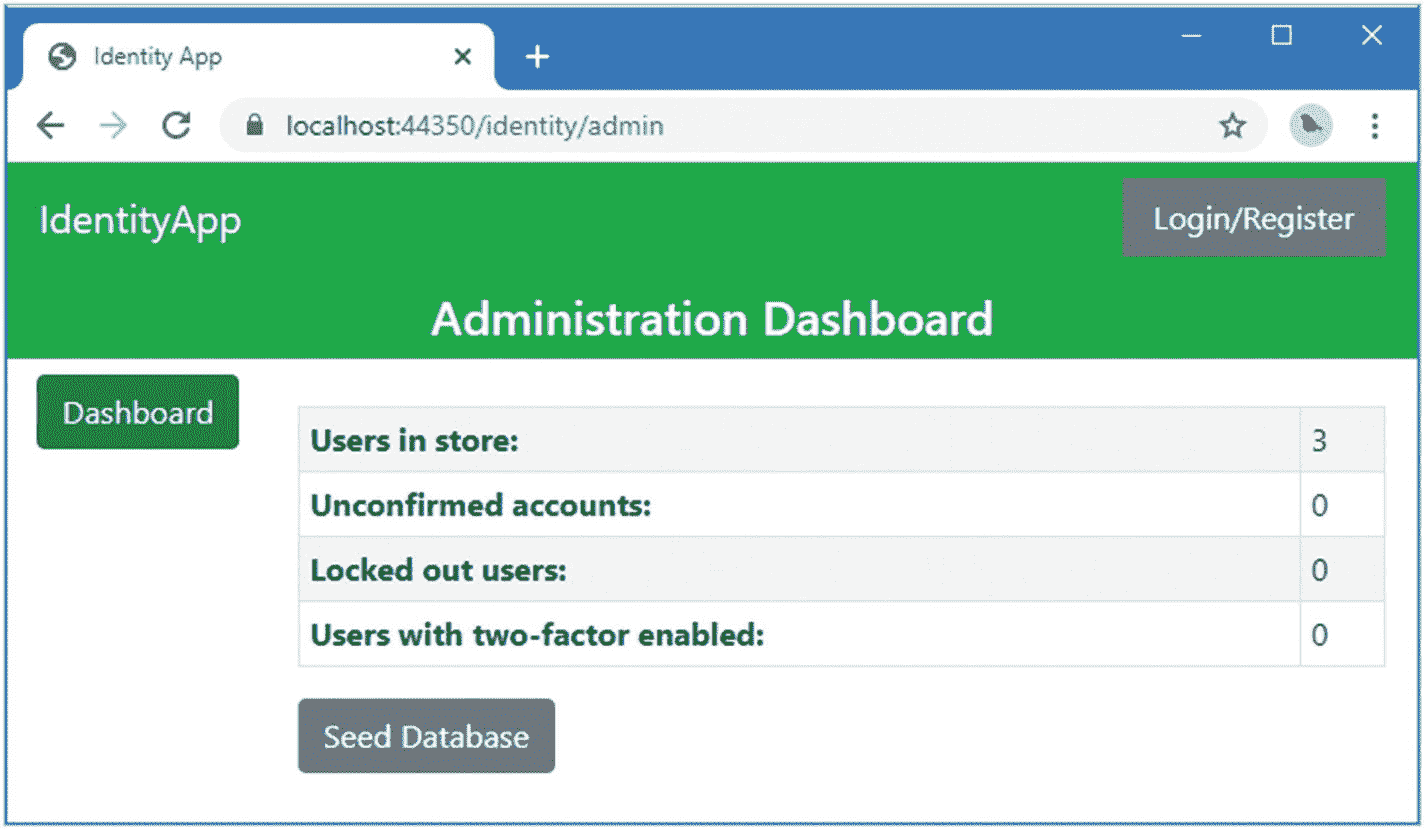 Identity App
localhost:44350/identity/admin
IdentityApp
Login/Register
Administration Dashboard
Dashboard
Users in store: 3
Unconfirmed accounts: 0
Locked out users: 0
Users with two-factor enabled: 0
Seed Database